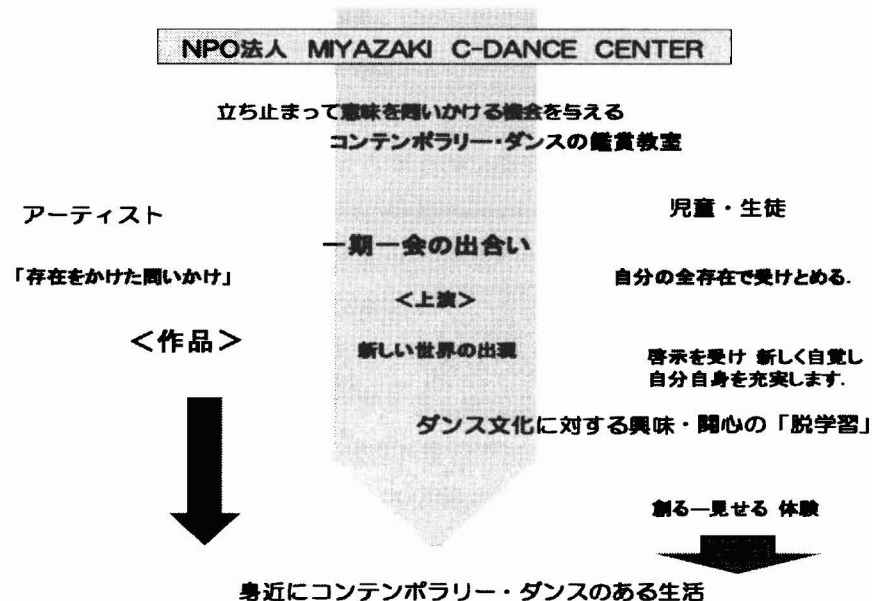 NPO法人 MIYAZAKI C-DANCE CENTER
立ち止まって意味を問いかける機会を与える
コンテンポラリー・ダンスの鑑賞教室
アーティスト
児童・生徒
一期一会の出合い
「存在をかけた問いかけ」
自分の全存在で受けとめる.
<上演>
<作品>
新しい世界の出現
啓示を受け 新しく自覚し
自分自身を充実します.
ダンス文化に対する興味・関心の「脱学習」
創る―見せる 体験
身近にコンテンポラリー・ダンスのある生活